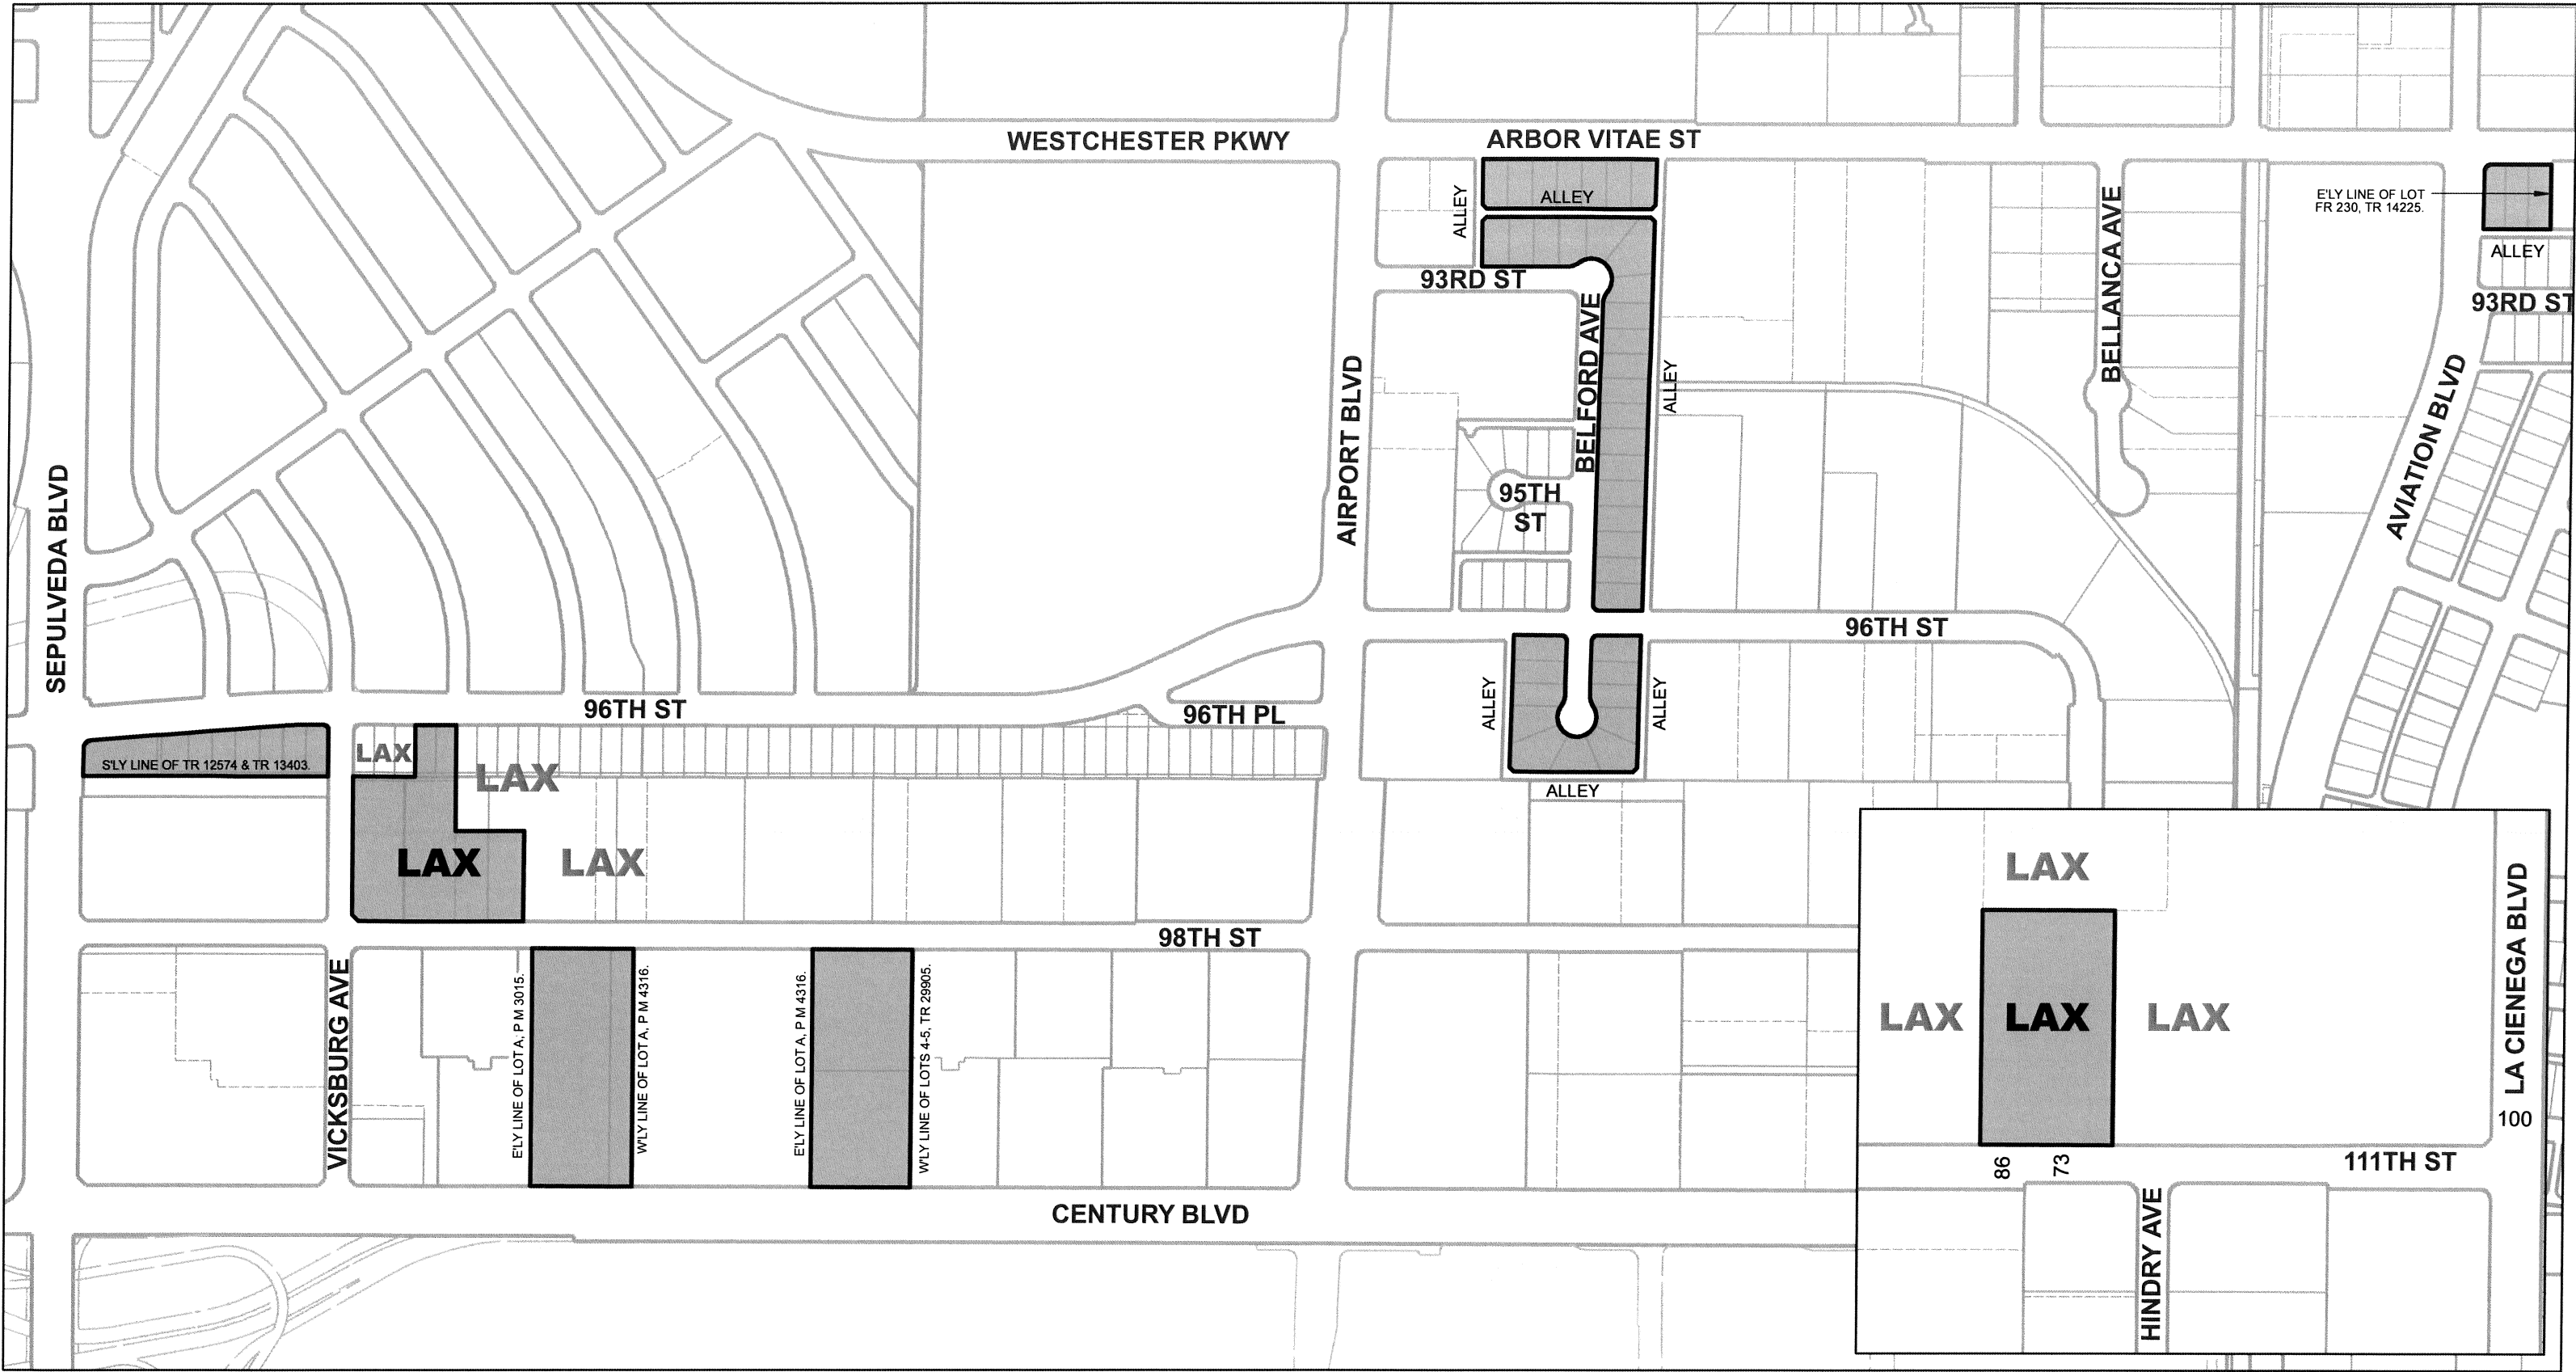 WESTCHESTER PKWY
ARBOR VITAE ST
ALLEY
ALLEY
E'LY LINE OF LOT
FR 230, TR 14225.
ALLEY
93RD ST
93RD ST
BELLANCA AVE
BELFORD AVE
ALLEY
AIRPORT BLVD
AVIATION BLVD
95TH
ST
SEPULVEDA BLVD
96TH ST
96TH ST
96TH PL
ALLEY
ALLEY
S'LY LINE OF TR 12574 & TR 13403.
LAX
LAX
ALLEY
LAX
LAX
98TH ST
VICKSBURG AVE
E'LY LINE OF LOT A, P M 3015.
W'LY LINE OF LOT A, P M 4316.
E'LY LINE OF LOT A, P M 4316.
W'LY LINE OF LOTS 4-5, TR 29905.
CENTURY BLVD
LAX
LAX
LAX
LAX
LA CIENEGA BLVD
100
86
73
111TH ST
HINDRY AVE